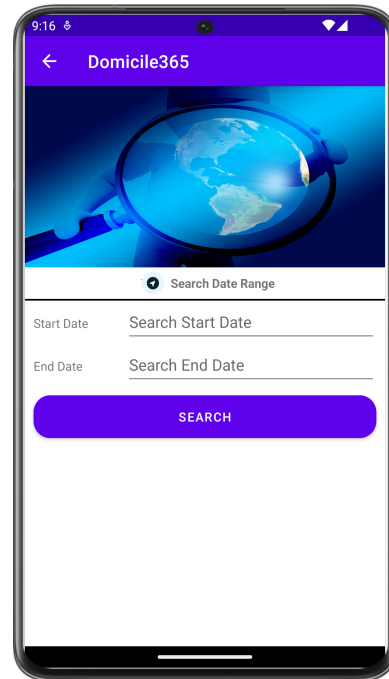 9:16
Domicile365
Search Date Range
Start Date Search Start Date
End Date Search End Date
SEARCH